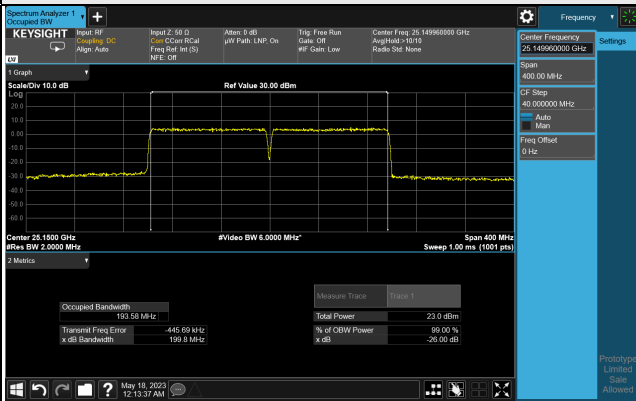 Spectrum Analyzer 1
Occupied BW
+
Frequency
KEYSIGHT
LXI
Input: RF
Coupling: DC
Align: Auto
Input Z: 50 Ω
Corr CCorr RCal
Freq Ref: Int (S)
NFE: Off
Atten: 0 dB
µW Path: LNP, On
Trig: Free Run
Gate: Off
#IF Gain: Low
Center Freq: 25.149960000 GHz
Avg|Hold:>10/10
Radio Std: None
Center Frequency
25.149960000 GHz
Settings
Span
400.00 MHz
CF Step
40.000000 MHz
Auto
Man
Freq Offset
0 Hz
1 Graph
Scale/Div 10.0 dB
Ref Value 30.00 dBm
Log
20.0
10.0
0.00
-10.0
-20.0
-30.0
-40.0
-50.0
-60.0
Center 25.1500 GHz
#Video BW 6.0000 MHz*
Span 400 MHz
#Res BW 2.0000 MHz
Sweep 1.00 ms (1001 pts)
2 Metrics
Measure Trace
Trace 1
Occupied Bandwidth
193.58 MHz
Total Power
23.0 dBm
Transmit Freq Error
-445.69 kHz
% of OBW Power
99.00 %
x dB Bandwidth
199.8 MHz
x dB
-26.00 dB
Prototype
Limited
Sale
Allowed
?
May 18, 2023
12:13:37 AM